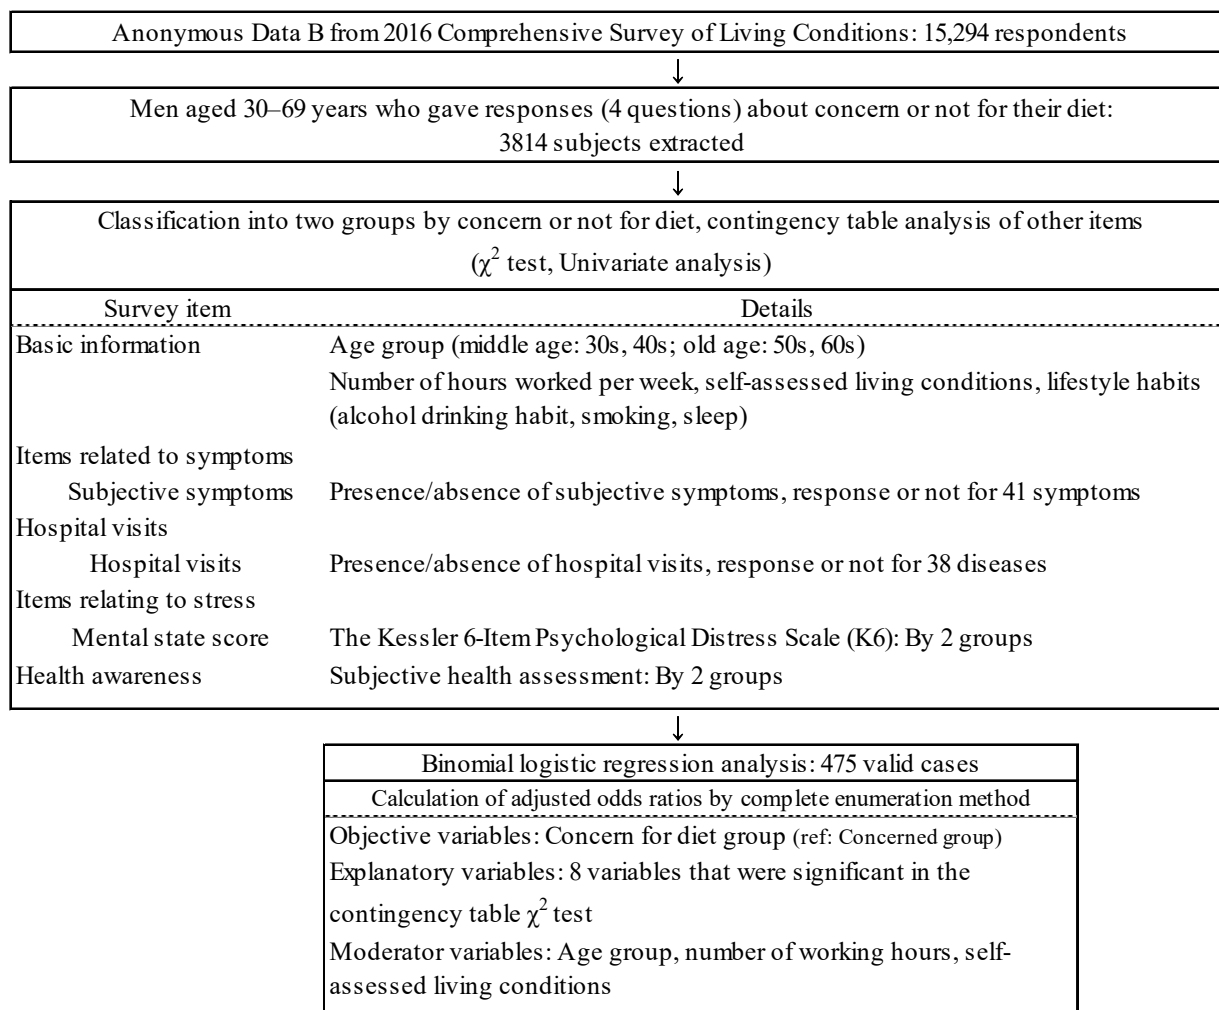 Anonymous Data B from 2016 Comprehensive Survey of Living Conditions: 15,294 respondents
↓
Men aged 30–69 years who gave responses (4 questions) about concern or not for their diet:
3814 subjects extracted
↓
Classification into two groups by concern or not for diet, contingency table analysis of other items
(χ² test, Univariate analysis)
Survey item Details
Basic information Age group (middle age: 30s, 40s; old age: 50s, 60s)
Number of hours worked per week, self-assessed living conditions, lifestyle habits
(alcohol drinking habit, smoking, sleep)
Items related to symptoms
Subjective symptoms Presence/absence of subjective symptoms, response or not for 41 symptoms
Hospital visits
Hospital visits Presence/absence of hospital visits, response or not for 38 diseases
Items relating to stress
Mental state score The Kessler 6-Item Psychological Distress Scale (K6): By 2 groups
Health awareness Subjective health assessment: By 2 groups
↓
Binomial logistic regression analysis: 475 valid cases
Calculation of adjusted odds ratios by complete enumeration method
Objective variables: Concern for diet group (ref: Concerned group)
Explanatory variables: 8 variables that were significant in the
contingency table χ² test
Moderator variables: Age group, number of working hours, self-
assessed living conditions